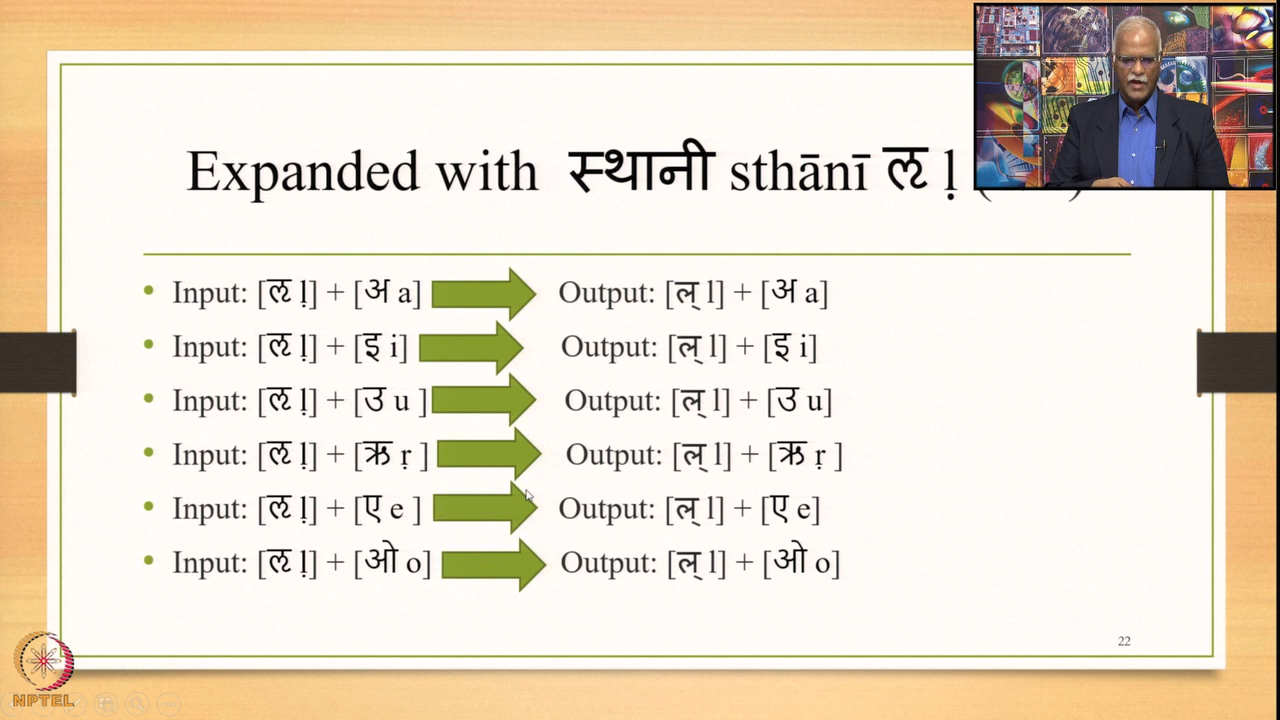 Expanded with स्थानी sthānī ऌ ḷ
• Input: [ऌ ḷ] + [अ a] Output: [ल् l] + [अ a]
• Input: [ऌ ḷ] + [इ i] Output: [ल् l] + [इ i]
• Input: [ऌ ḷ] + [उ u ] Output: [ल् l] + [उ u]
• Input: [ऌ ḷ] + [ऋ ṛ ] Output: [ल् l] + [ऋ ṛ ]
• Input: [ऌ ḷ] + [ए e ] Output: [ल् l] + [ए e]
• Input: [ऌ ḷ] + [ओ o] Output: [ल् l] + [ओ o]
22
NPTEL